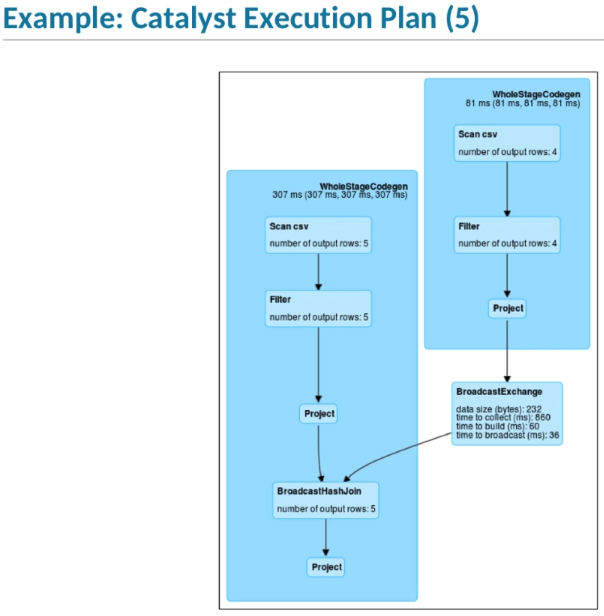 Example: Catalyst Execution Plan (5)
WholeStageCodegen
81 ms (81 ms, 81 ms, 81 ms)
Scan csv
number of output rows: 4
Filter
number of output rows: 4
Project
BroadcastExchange
data size (bytes): 232
time to collect (ms): 860
time to build (ms): 60
time to broadcast (ms): 36
WholeStageCodegen
307 ms (307 ms, 307 ms, 307 ms)
Scan csv
number of output rows: 5
Filter
number of output rows: 5
Project
BroadcastHashJoin
number of output rows: 5
Project